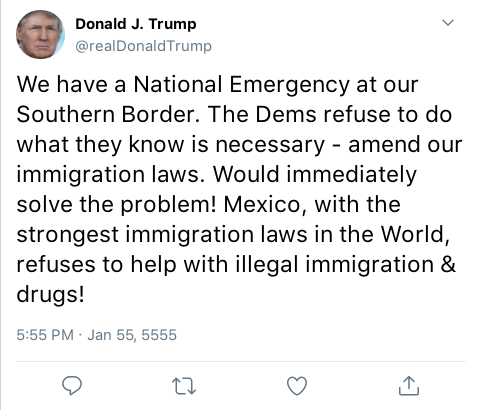 Donald J. Trump
@realDonaldTrump
We have a National Emergency at our
Southern Border. The Dems refuse to do
what they know is necessary - amend our
immigration laws. Would immediately
solve the problem! Mexico, with the
strongest immigration laws in the World,
refuses to help with illegal immigration &
drugs!
5:55 PM · Jan 55, 5555